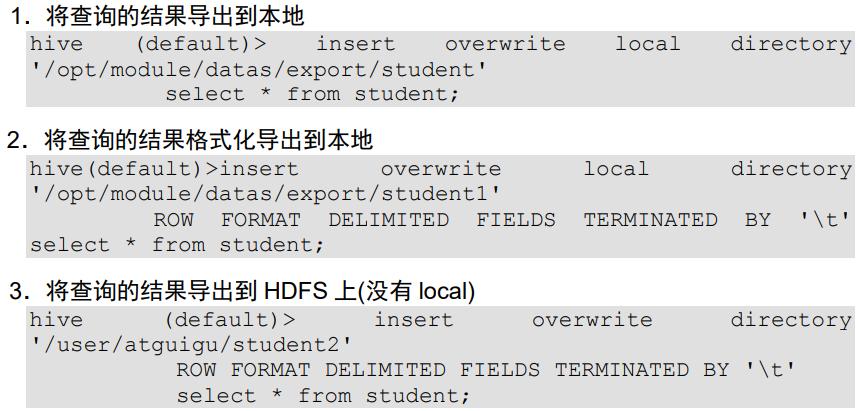 1. 将查询的结果导出到本地
hive (default)> insert overwrite local directory
'/opt/module/datas/export/student'
select * from student;
2. 将查询的结果格式化导出到本地
hive(default)>insert overwrite local directory
'/opt/module/datas/export/student1'
ROW FORMAT DELIMITED FIELDS TERMINATED BY '\t'
select * from student;
3. 将查询的结果导出到 HDFS 上(没有 local)
hive (default)> insert overwrite directory
'/user/atguigu/student2'
ROW FORMAT DELIMITED FIELDS TERMINATED BY '\t'
select * from student;